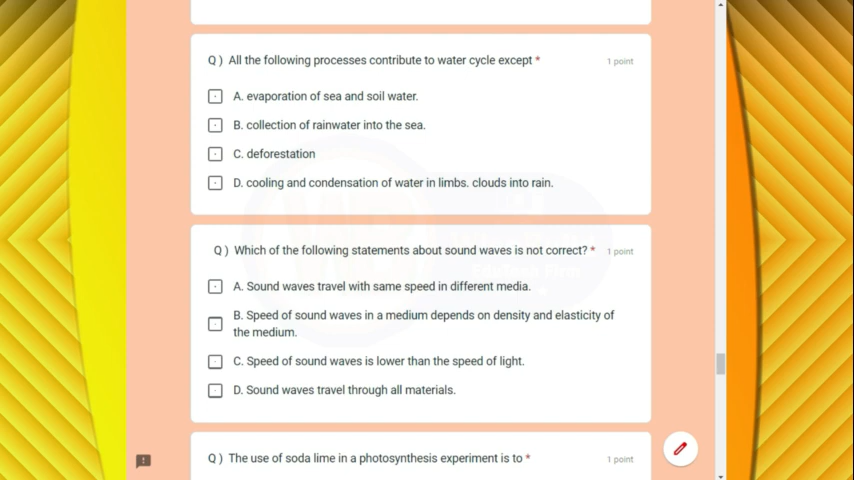 Q ) All the following processes contribute to water cycle except *
1 point
A. evaporation of sea and soil water.
B. collection of rainwater into the sea.
C. deforestation
D. cooling and condensation of water in limbs. clouds into rain.
Q ) Which of the following statements about sound waves is not correct? *
1 point
A. Sound waves travel with same speed in different media.
B. Speed of sound waves in a medium depends on density and elasticity of
the medium.
C. Speed of sound waves is lower than the speed of light.
D. Sound waves travel through all materials.
Q ) The use of soda lime in a photosynthesis experiment is to *
1 point